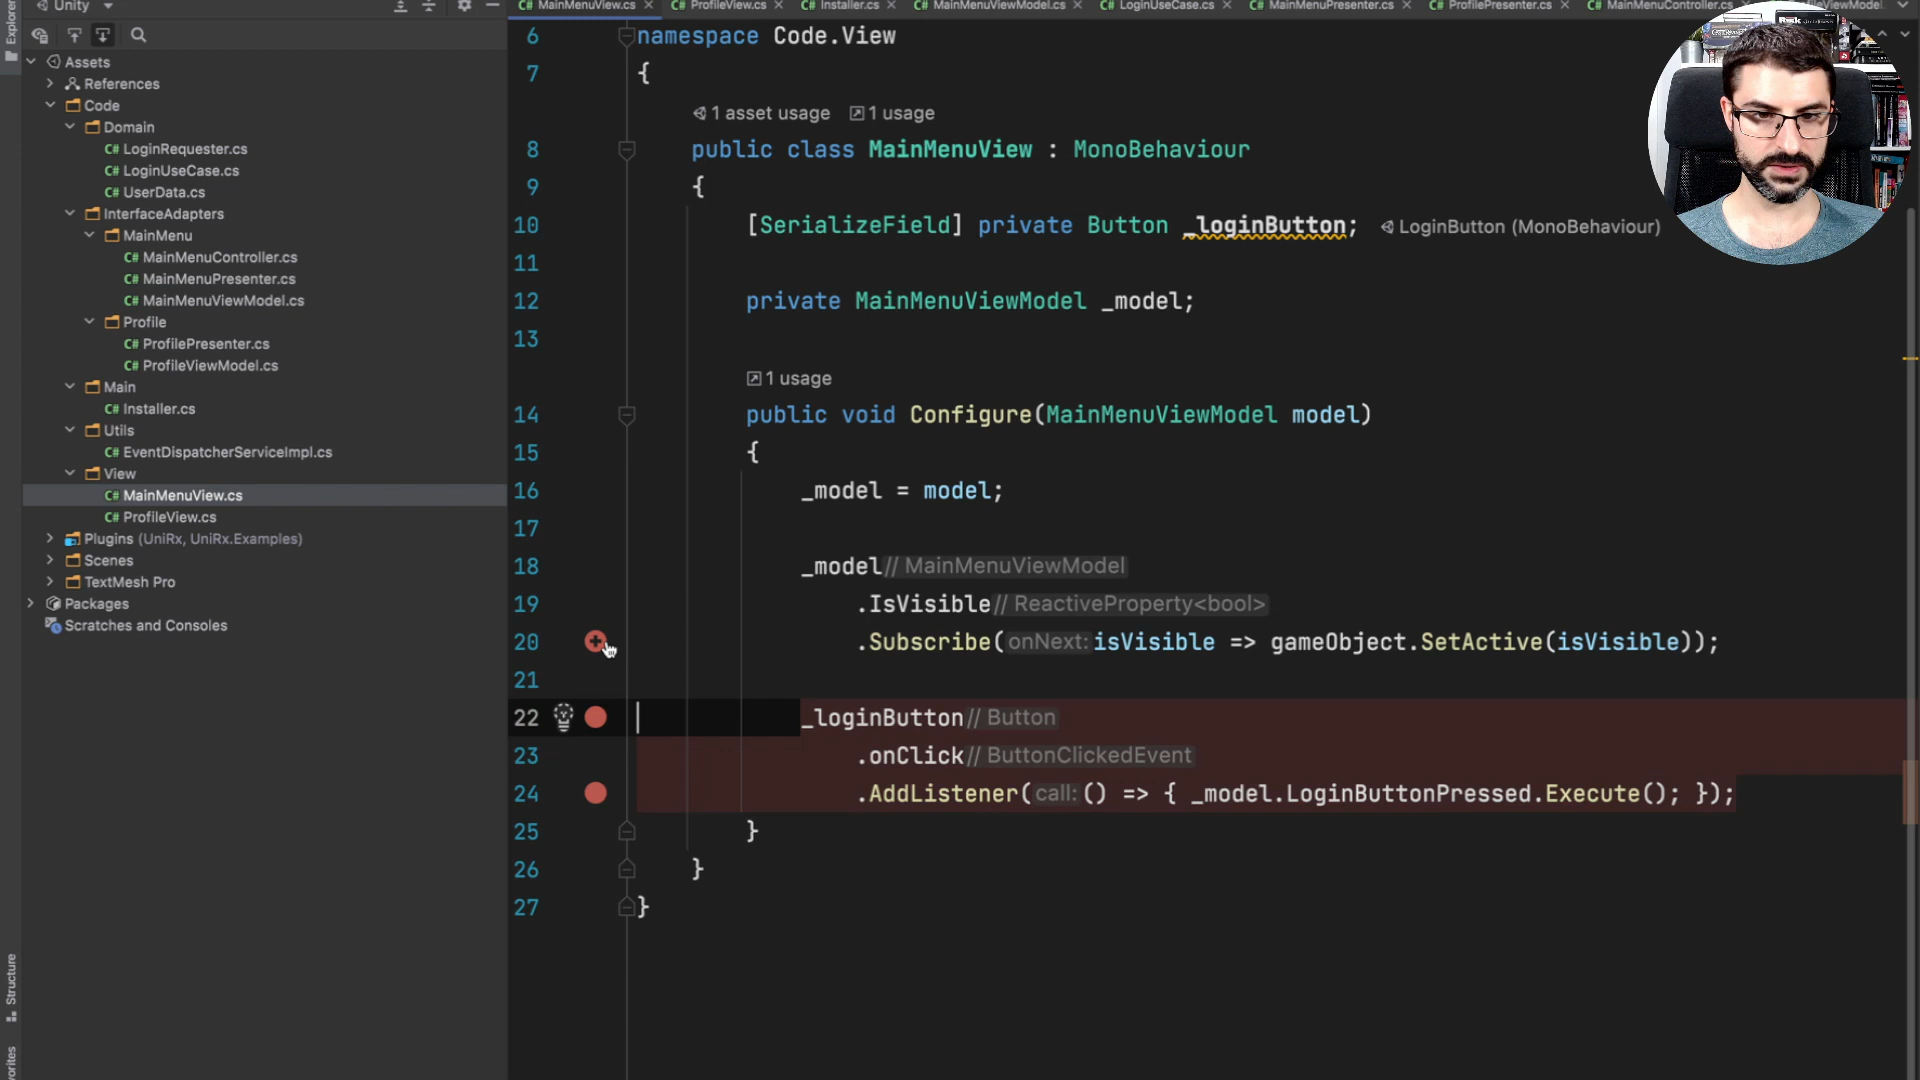 Explorer
Unity
MainMenuView.cs
ProfileView.cs
Installer.cs
MainMenuViewModel.cs
LoginUseCase.cs
MainMenuPresenter.cs
ProfilePresenter.cs
MainMenuController.cs
Assets
References
Code
Domain
LoginRequester.cs
LoginUseCase.cs
UserData.cs
InterfaceAdapters
MainMenu
MainMenuController.cs
MainMenuPresenter.cs
MainMenuViewModel.cs
Profile
ProfilePresenter.cs
ProfileViewModel.cs
Main
Installer.cs
Utils
EventDispatcherServiceImpl.cs
View
MainMenuView.cs
ProfileView.cs
Plugins (UniRx, UniRx.Examples)
Scenes
TextMesh Pro
Packages
Scratches and Consoles
Structure
6 namespace Code.View
7 {
1 asset usage 1 usage
8 public class MainMenuView : MonoBehaviour
9 {
10 [SerializeField] private Button _loginButton; LoginButton (MonoBehaviour)
11
12 private MainMenuViewModel _model;
13
1 usage
14 public void Configure(MainMenuViewModel model)
15 {
16 _model = model;
17
18 _model// MainMenuViewModel
19 .IsVisible// ReactiveProperty<bool>
20 .Subscribe(onNext: isVisible => gameObject.SetActive(isVisible));
21
22 _loginButton// Button
23 .onClick// ButtonClickedEvent
24 .AddListener(call: () => { _model.LoginButtonPressed.Execute(); });
25 }
26 }
27 }